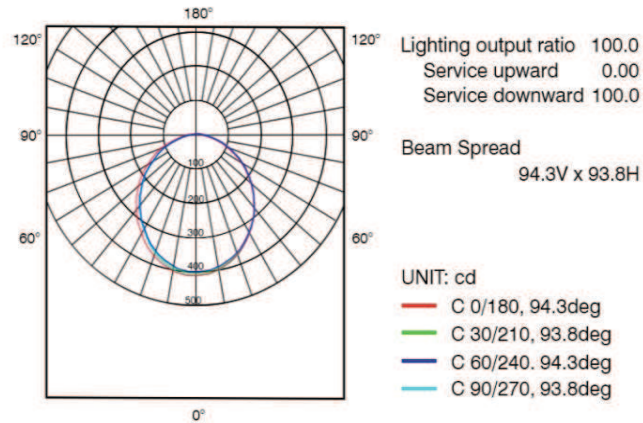 180°
120°
120°
Lighting output ratio 100.0
Service upward 0.00
Service downward 100.0
90°
90°
Beam Spread
94.3V x 93.8H
100
200
60°
60°
300
400
500
UNIT: cd
C 0/180, 94.3deg
C 30/210, 93.8deg
C 60/240. 94.3deg
C 90/270, 93.8deg
0°